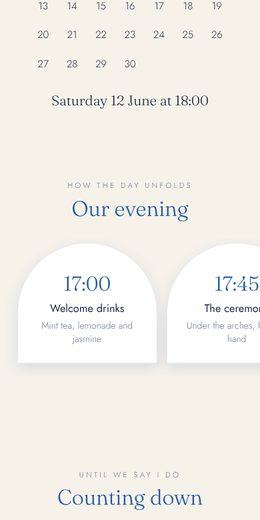 13 14 15 16 17 18 19
20 21 22 23 24 25 26
27 28 29 30
Saturday 12 June at 18:00
HOW THE DAY UNFOLDS
Our evening
17:00
Welcome drinks
Mint tea, lemonade and
jasmine
17:45
The
Under the arches,
hand
UNTIL WE SAY I DO
Counting down